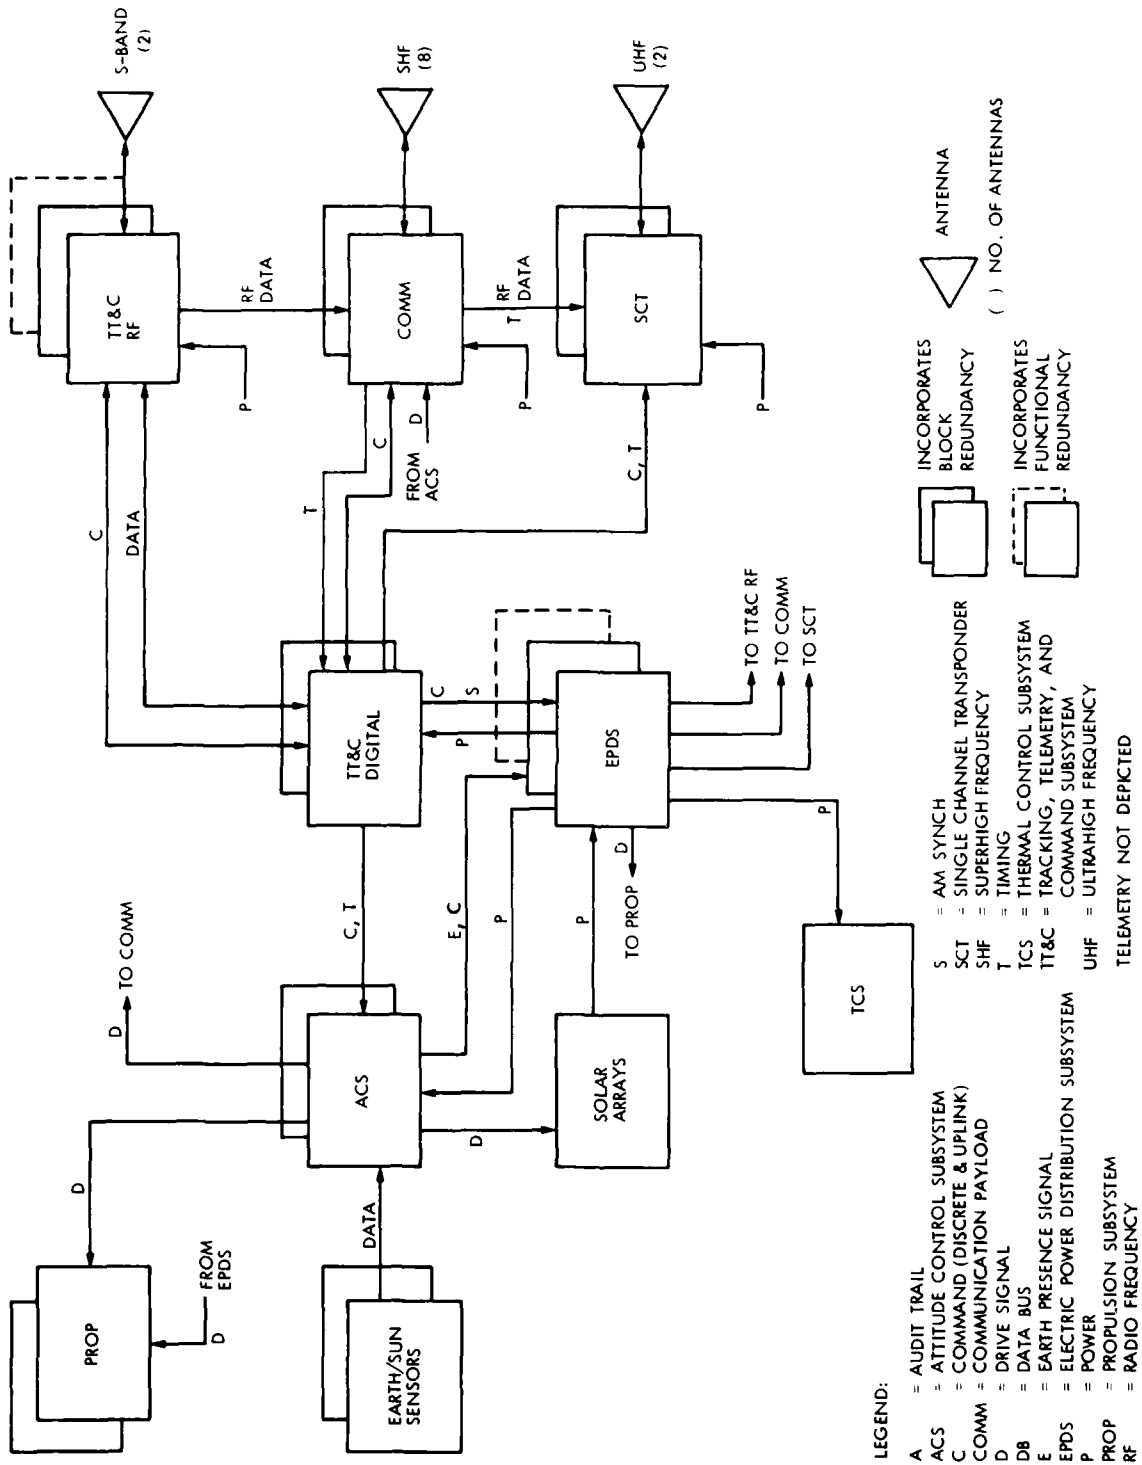 S-BAND
(2)
SHF
(8)
UHF
(2)
TT&C
RF
RF
DATA
COMM
T
RF
DATA
SCT
P
P
P
C
DATA
T
C
D
FROM
ACS
C, T
TT&C
DIGITAL
C
S
P
EPDS
TO TT&C RF
TO COMM
TO SCT
D
TO COMM
C, T
E, C
P
P
D
TO PROP
P
TCS
D
ACS
D
SOLAR
ARRAYS
PROP
D
FROM
EPDS
DATA
EARTH/SUN
SENSORS
LEGEND:
A = AUDIT TRAIL
ACS = ATTITUDE CONTROL SUBSYSTEM
C = COMMAND (DISCRETE & UPLINK)
COMM = COMMUNICATION PAYLOAD
D = DRIVE SIGNAL
DB = DATA BUS
E = EARTH PRESENCE SIGNAL
EPDS = ELECTRIC POWER DISTRIBUTION SUBSYSTEM
P = POWER
PROP = PROPULSION SUBSYSTEM
RF = RADIO FREQUENCY
S = AM SYNCH
SCT = SINGLE CHANNEL TRANSPONDER
SHF = SUPERHIGH FREQUENCY
T = TIMING
TCS = THERMAL CONTROL SUBSYSTEM
TT&C = TRACKING, TELEMETRY, AND
COMMAND SUBSYSTEM
UHF = ULTRAHIGH FREQUENCY
TELEMETRY NOT DEPICTED
INCORPORATES
BLOCK
REDUNDANCY
INCORPORATES
FUNCTIONAL
REDUNDANCY
ANTENNA
( ) NO. OF ANTENNAS